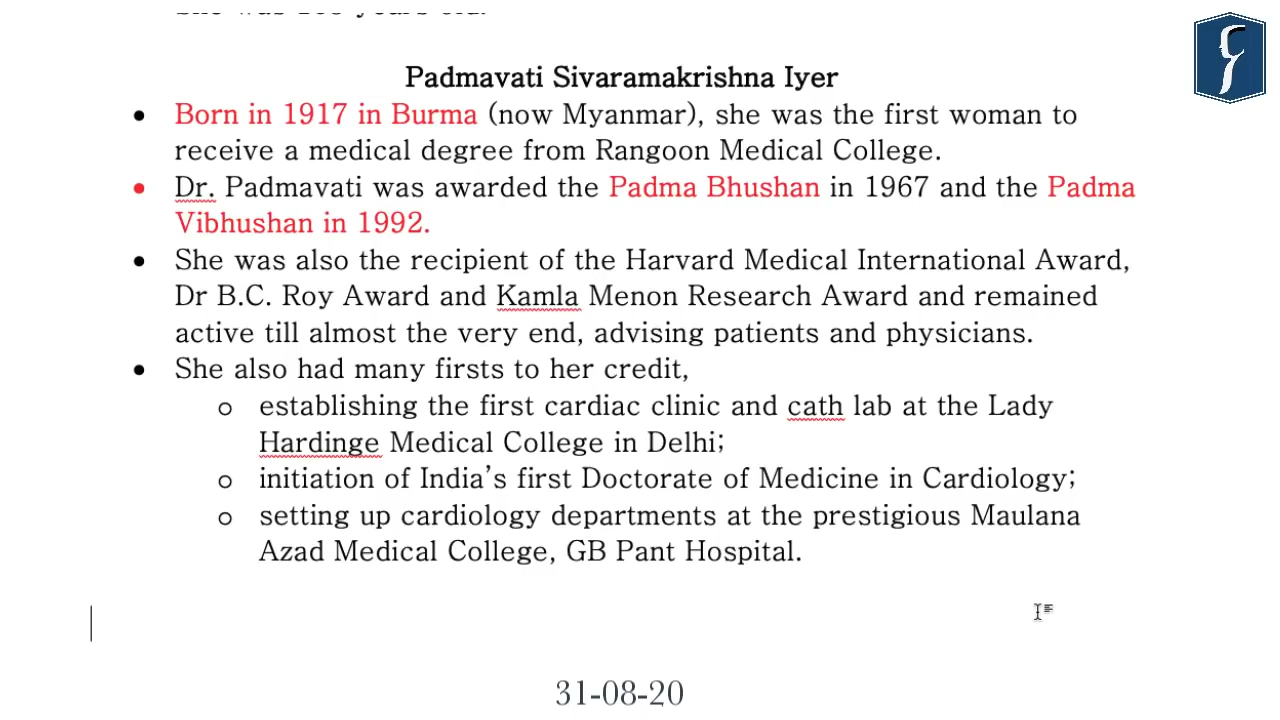 She was 103 years old.
Padmavati Sivaramakrishna Iyer
• Born in 1917 in Burma (now Myanmar), she was the first woman to
receive a medical degree from Rangoon Medical College.
• Dr. Padmavati was awarded the Padma Bhushan in 1967 and the Padma
Vibhushan in 1992.
• She was also the recipient of the Harvard Medical International Award,
Dr B.C. Roy Award and Kamla Menon Research Award and remained
active till almost the very end, advising patients and physicians.
• She also had many firsts to her credit,
o establishing the first cardiac clinic and cath lab at the Lady
Hardinge Medical College in Delhi;
o initiation of India’s first Doctorate of Medicine in Cardiology;
o setting up cardiology departments at the prestigious Maulana
Azad Medical College, GB Pant Hospital.
31-08-20